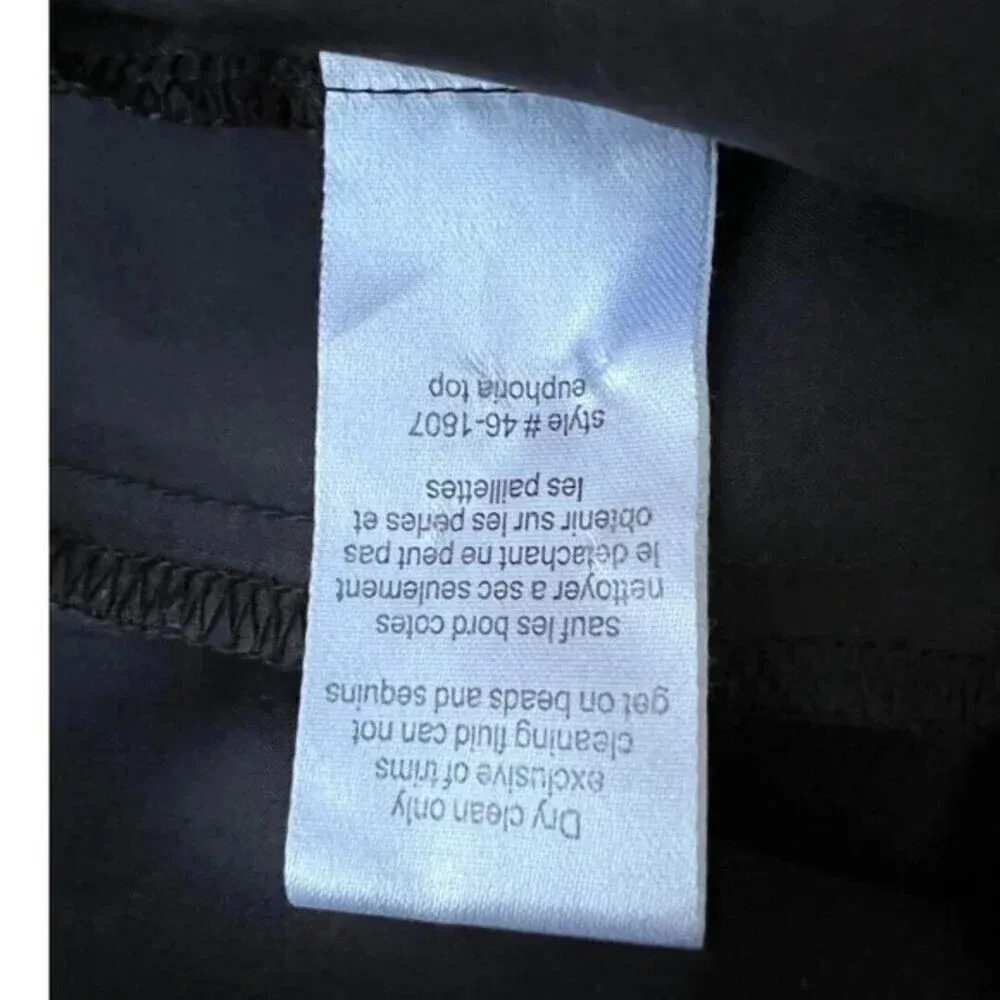 Dry clean only
exclusive of trims
cleaning fluid can not
get on beads and sequins
sauf les bord cotes
nettoyer a sec seulement
le detachant ne peut pas
obtenir sur les perles et
les paillettes
style # 46-1807
euphoria top